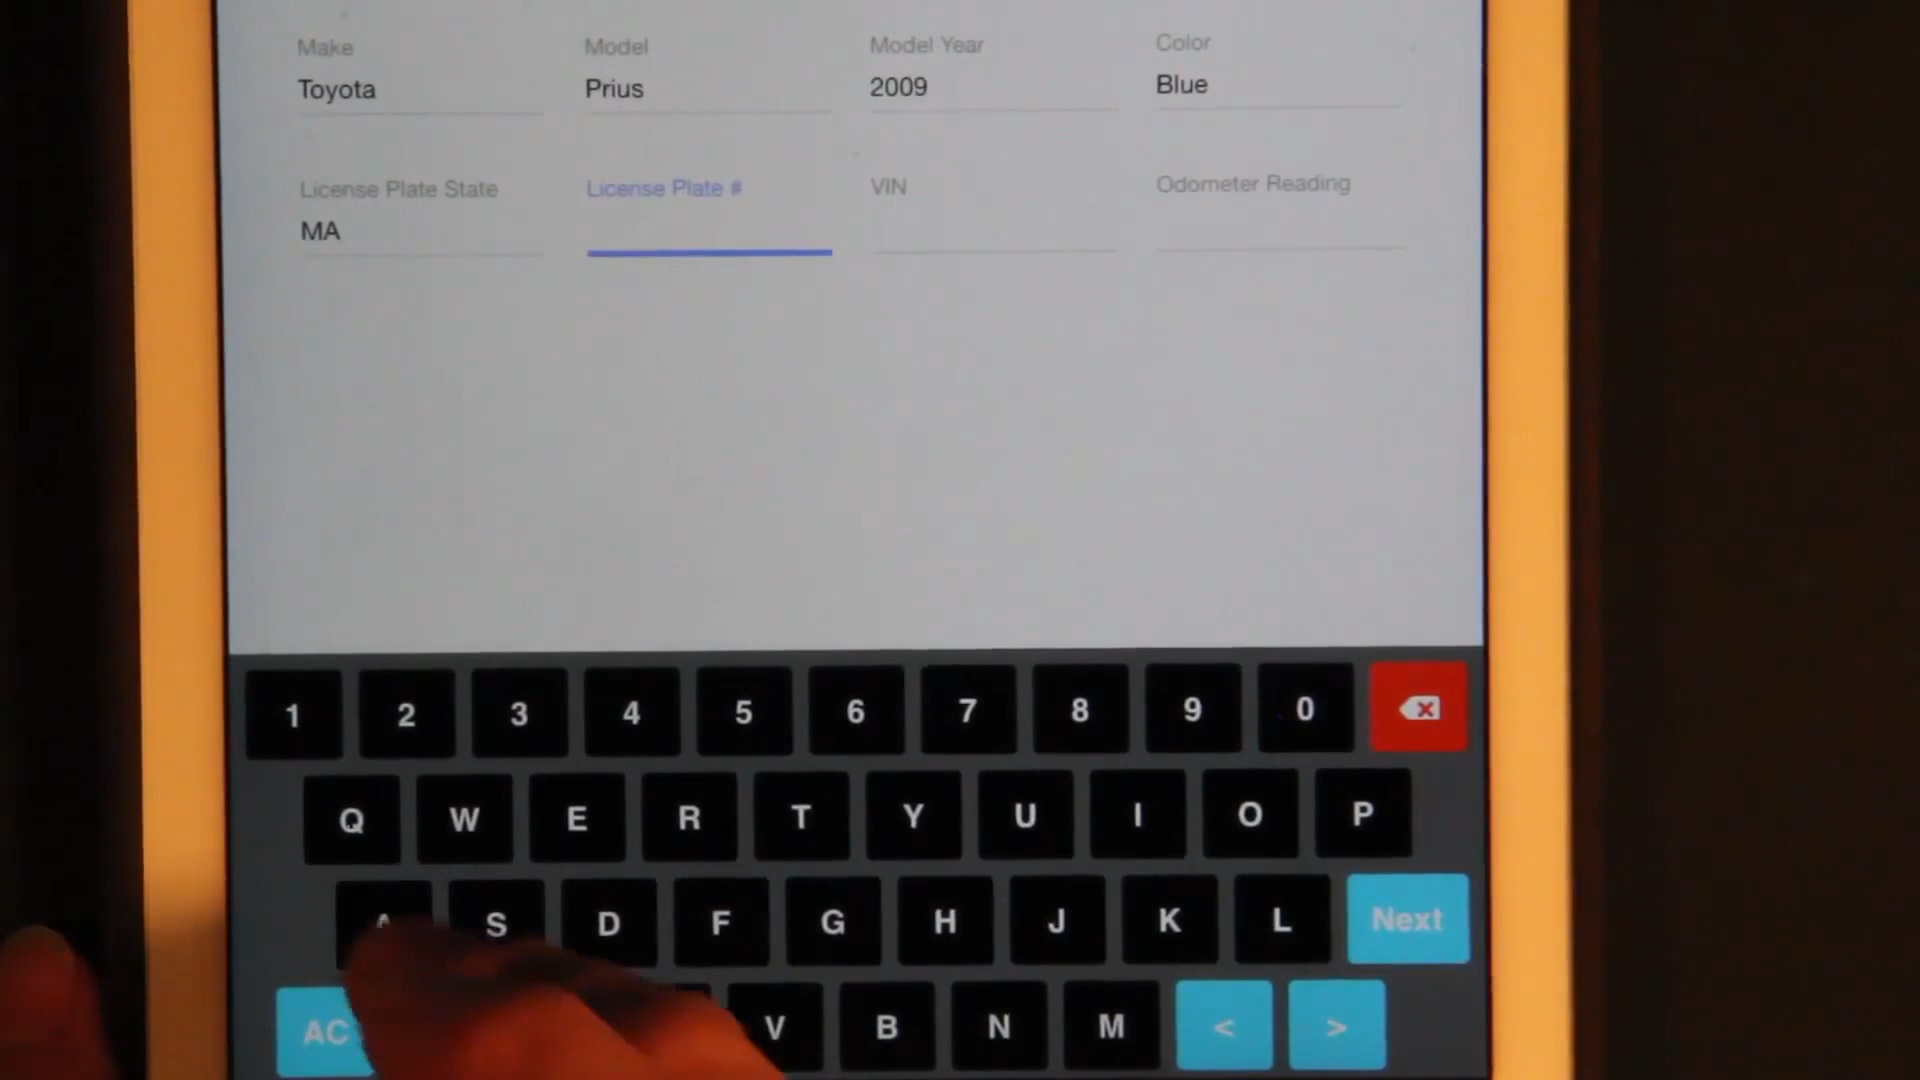 Make Model Model Year Color
Toyota Prius 2009 Blue
License Plate State License Plate # VIN Odometer Reading
MA
1 2 3 4 5 6 7 8 9 0
Q W E R T Y U I O P
A S D F G H J K L Next
AC V B N M < >